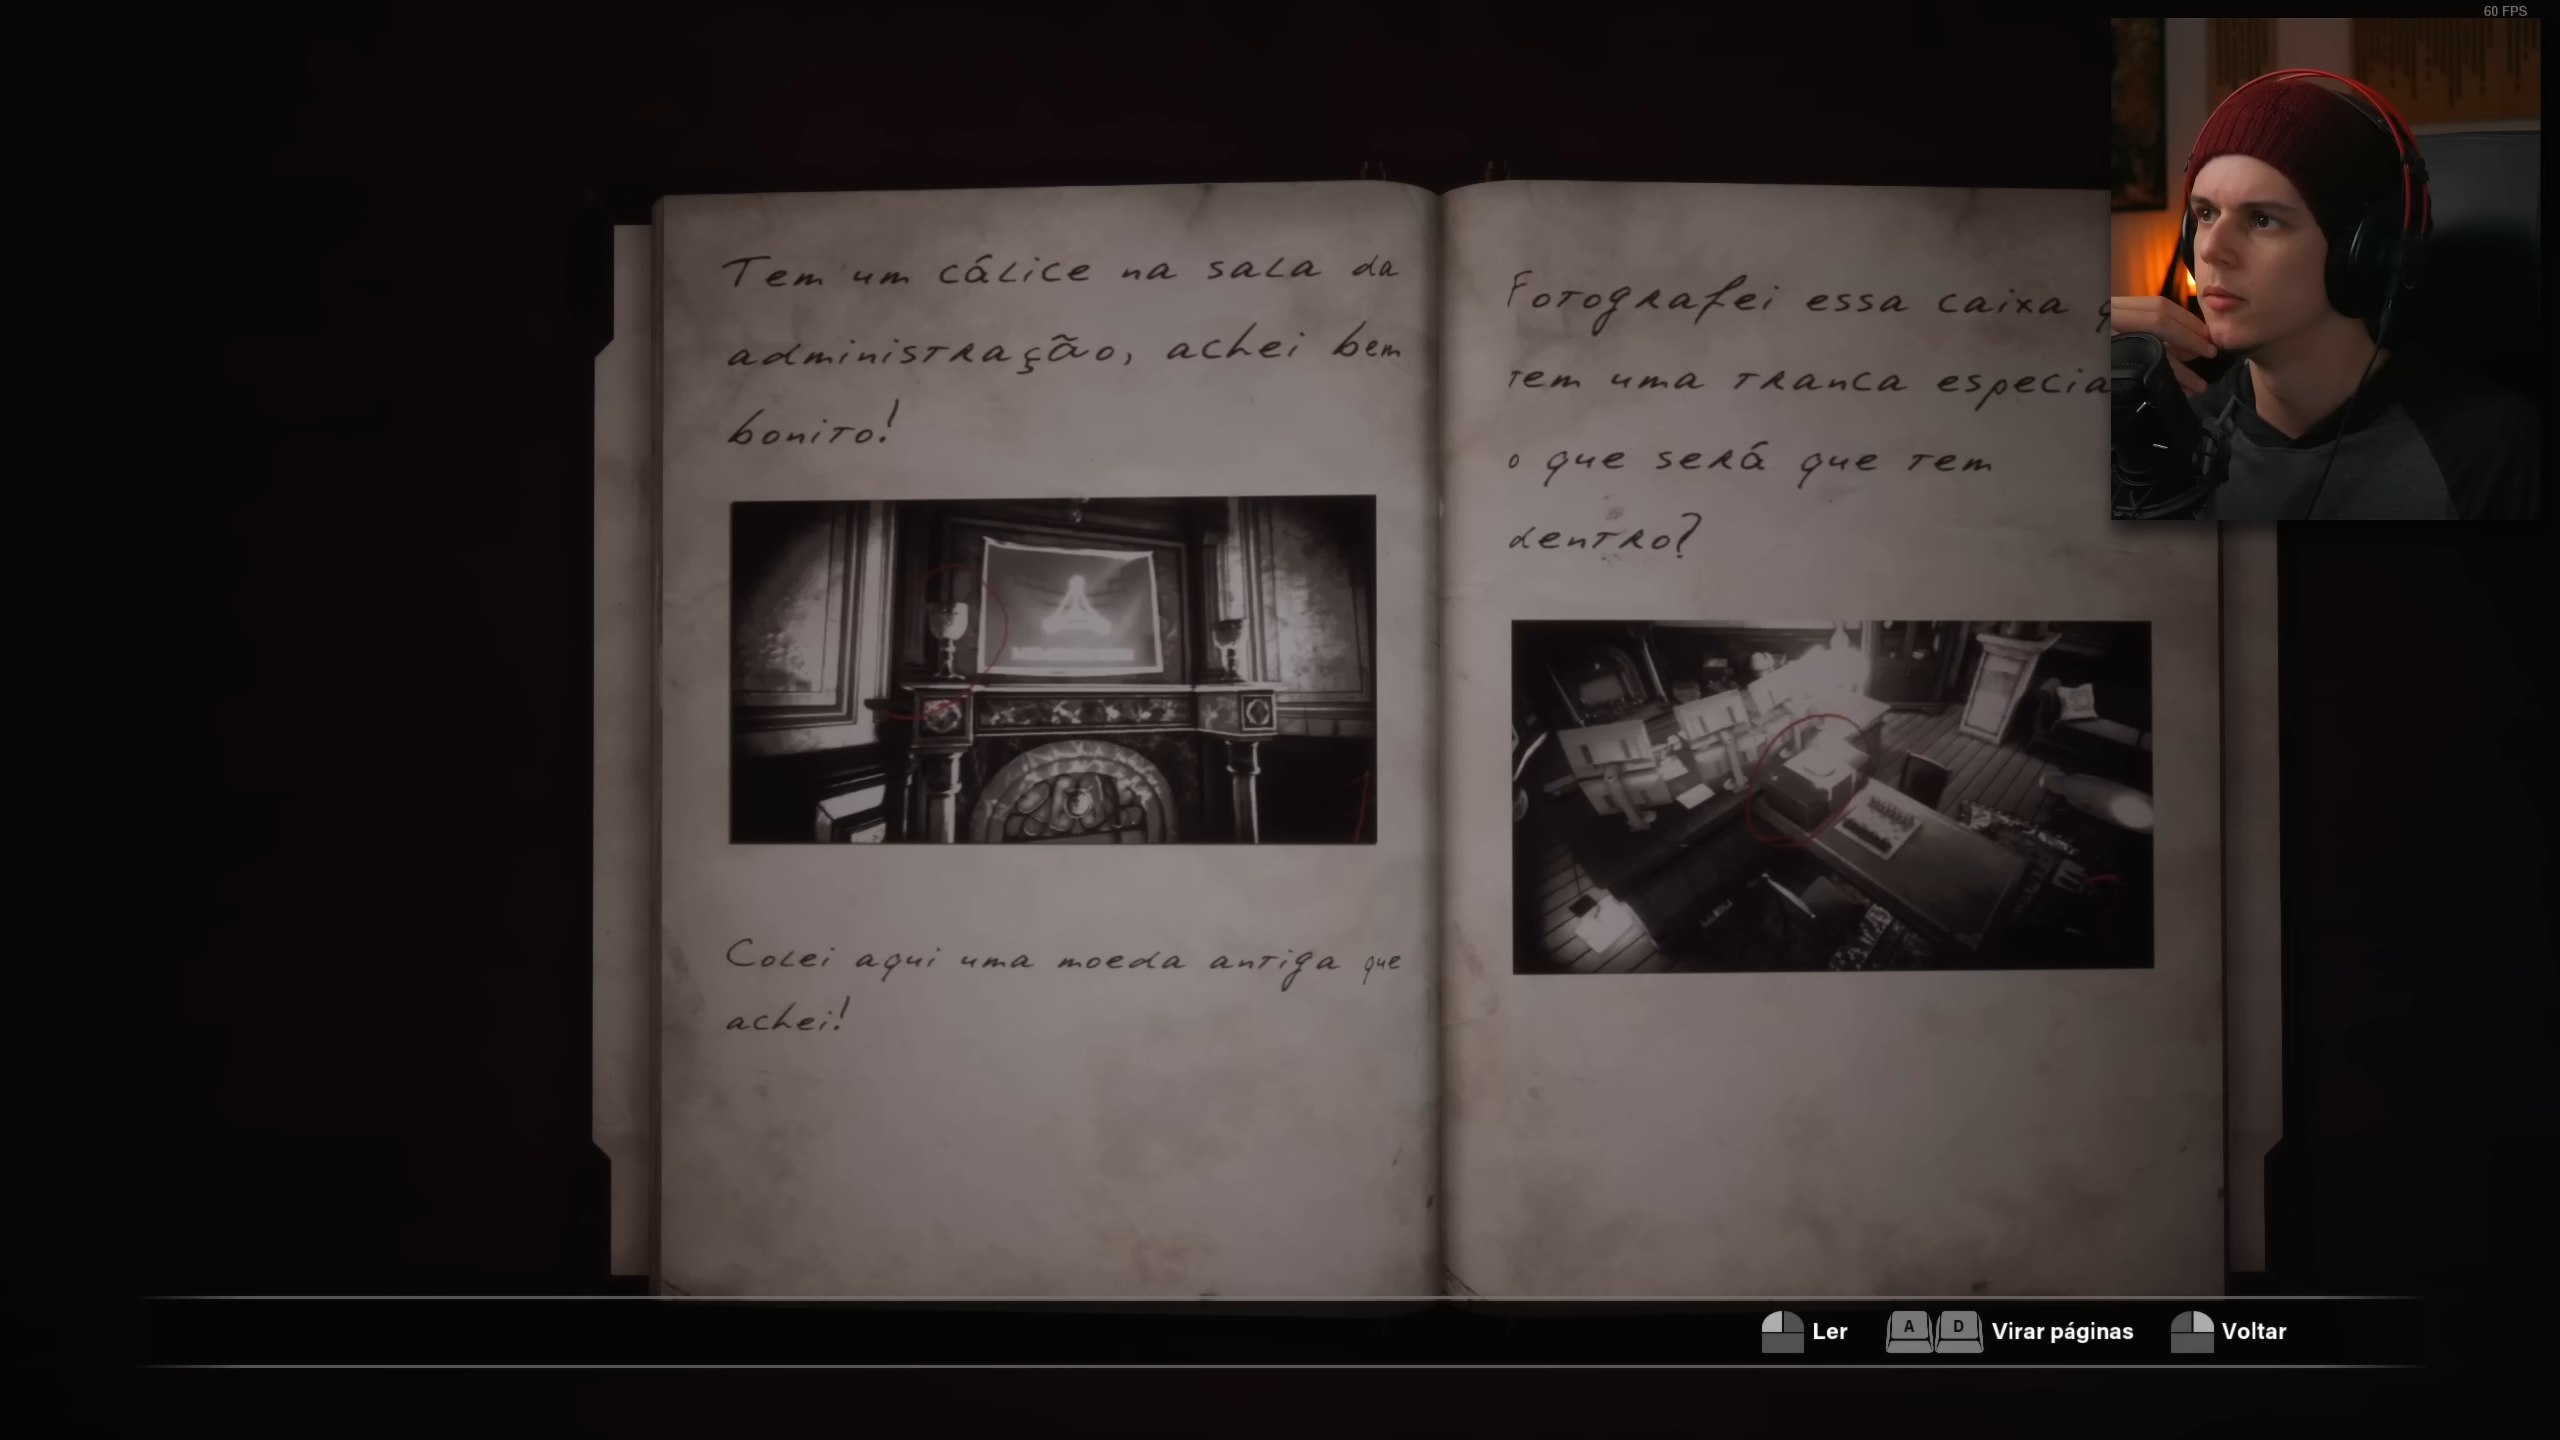 60 FPS
Tem um cálice na sala da
administração, achei bem
bonito!
Colei aqui uma moeda antiga que
achei!
Fotografei essa caixa
tem uma tranca
o que será que tem
dentro?
Ler A D Virar páginas Voltar